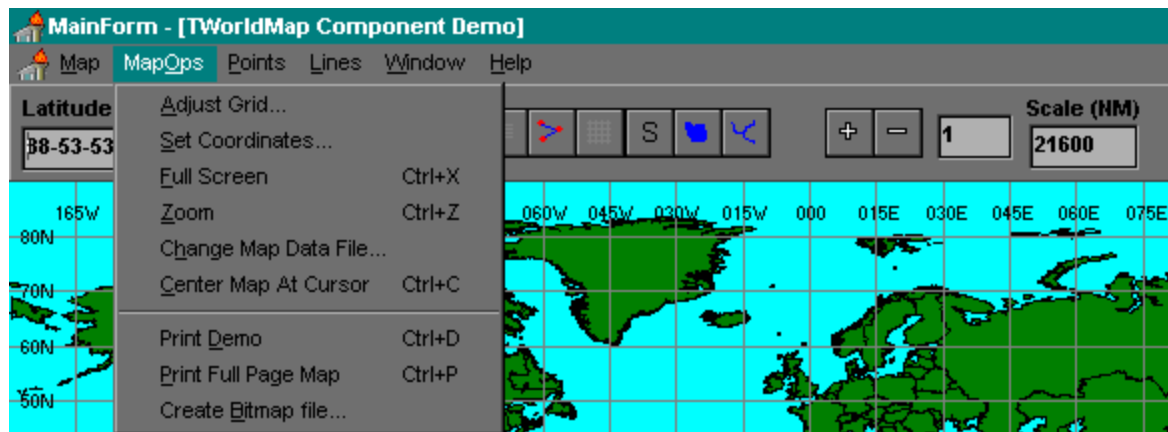 MainForm - [TWorldMap Component Demo]
Map MapOps Points Lines Window Help
Latitude Scale (NM)
38-53-53 S 1 21600
Adjust Grid...
Set Coordinates...
Full Screen Ctrl+X
Zoom Ctrl+Z
Change Map Data File...
Center Map At Cursor Ctrl+C
Print Demo Ctrl+D
Print Full Page Map Ctrl+P
Create Bitmap file...
165W 060W 045W 030W 015W 000 015E 030E 045E 060E 075E
80N
70N
60N
50N